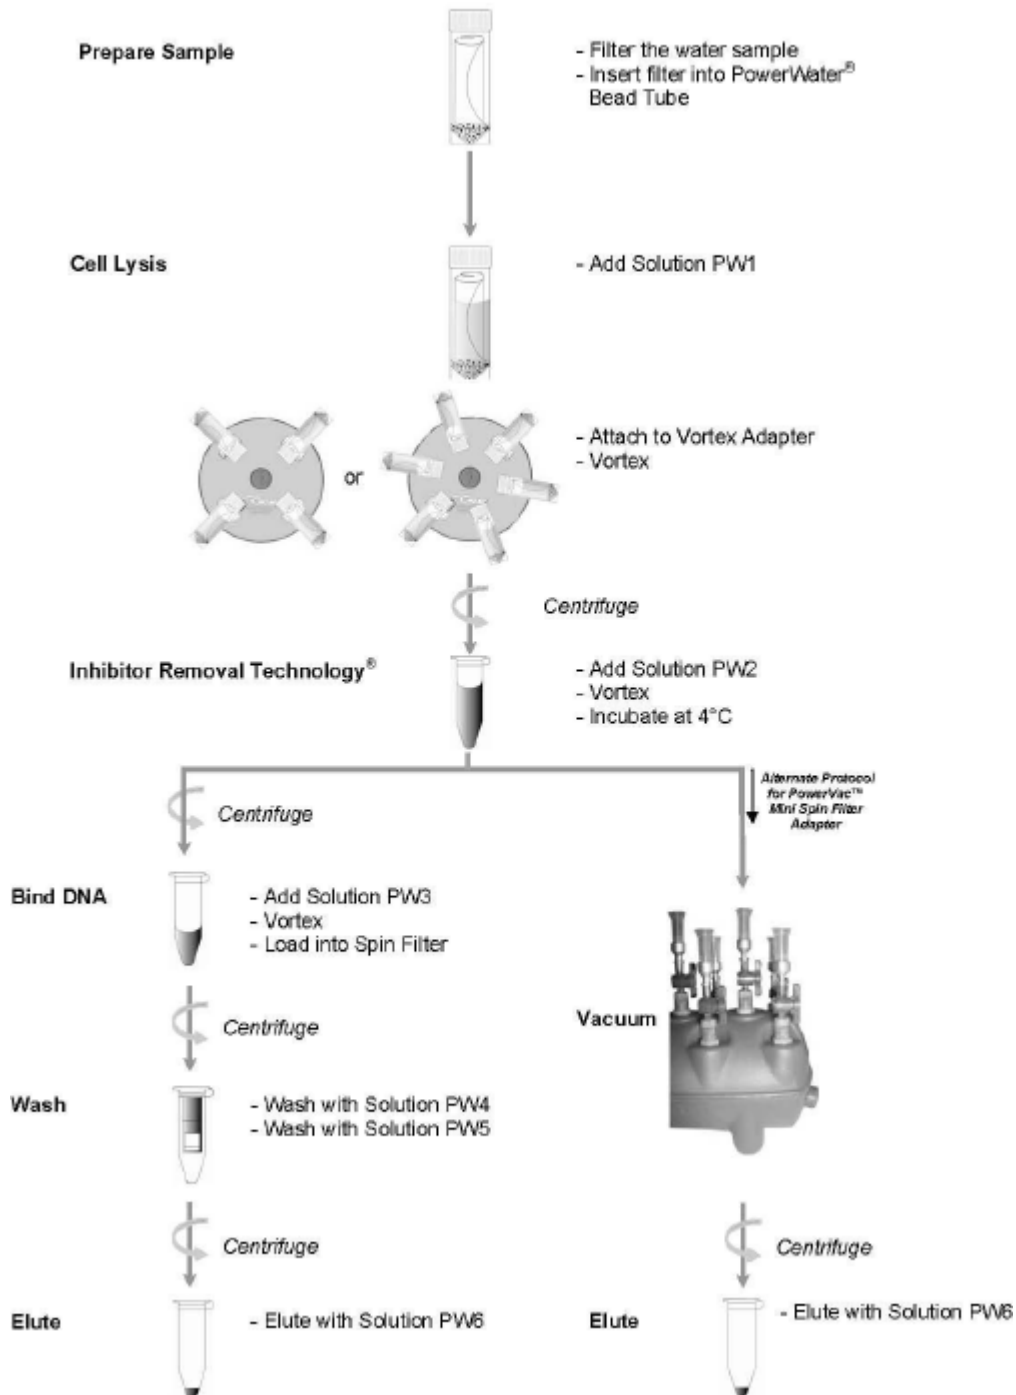 Prepare Sample
- Filter the water sample
- Insert filter into PowerWater®
Bead Tube
Cell Lysis
- Add Solution PW1
or
- Attach to Vortex Adapter
- Vortex
Centrifuge
Inhibitor Removal Technology®
- Add Solution PW2
- Vortex
- Incubate at 4°C
Alternate Protocol
for PowerVac™
Mini Spin Filter
Adapter
Centrifuge
Bind DNA
- Add Solution PW3
- Vortex
- Load into Spin Filter
Vacuum
Centrifuge
Wash
- Wash with Solution PW4
- Wash with Solution PW5
Centrifuge
Centrifuge
Elute
- Elute with Solution PW6
Elute
- Elute with Solution PW6